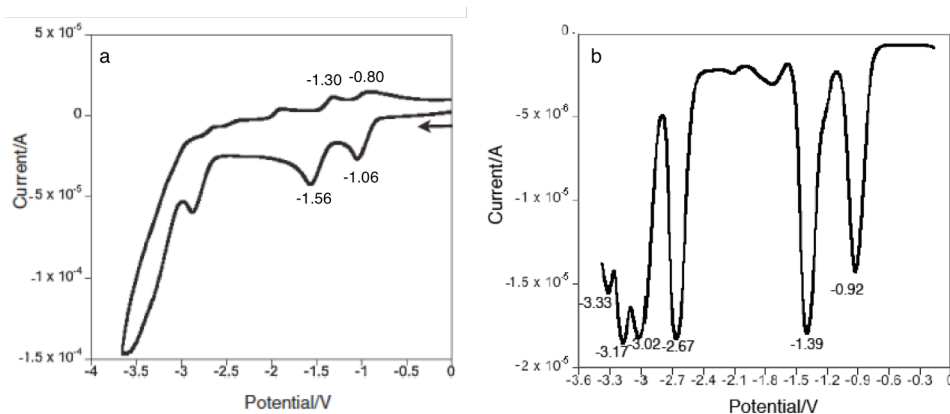 a
5 x 10⁻⁵
0
-5 x 10⁻⁵
-1 x 10⁻⁴
-1.5 x 10⁻⁴
Current/A
-1.30 -0.80
-1.56
-1.06
-4 -3.5 -3 -2.5 -2 -1.5 -1 -0.5 0
Potential/V
b
0.
-5 x 10⁻⁶
-1 x 10⁻⁵
-1.5 x 10⁻⁵
-2 x 10⁻⁵
Current/A
-3.33
-3.17
-3.02
-2.67
-1.39
-0.92
-3.6 -3.3 -3 -2.7 -2.4 -2.1 -1.8 -1.5 -1.2 -0.9 -0.6 -0.3 0
Potential/V